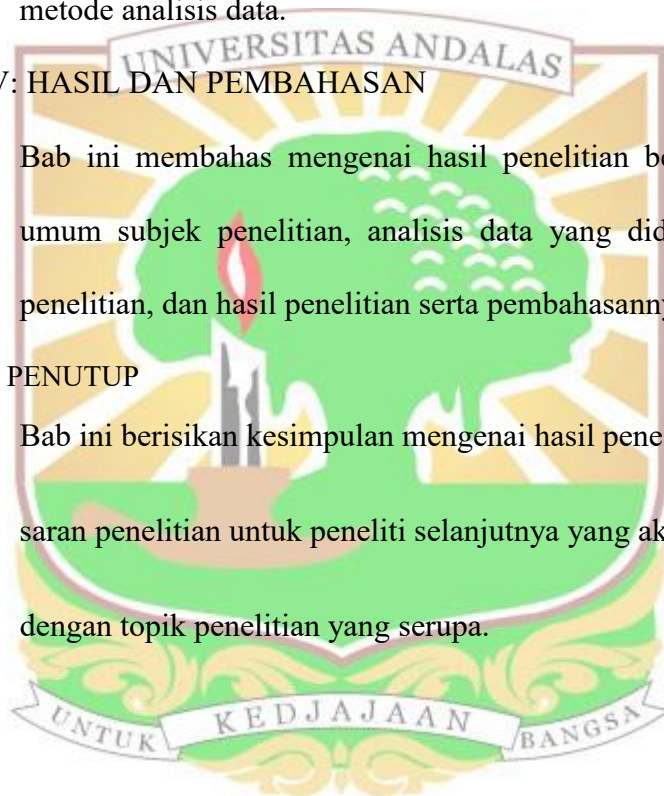 metode analisis data.
UNIVERSITAS ANDALAS
V: HASIL DAN PEMBAHASAN
Bab ini membahas mengenai hasil penelitian be
umum subjek penelitian, analisis data yang did
penelitian, dan hasil penelitian serta pembahasanny
PENUTUP
Bab ini berisikan kesimpulan mengenai hasil pene
saran penelitian untuk peneliti selanjutnya yang ak
dengan topik penelitian yang serupa.
UNTUK KEDJAJAAN BANGSA